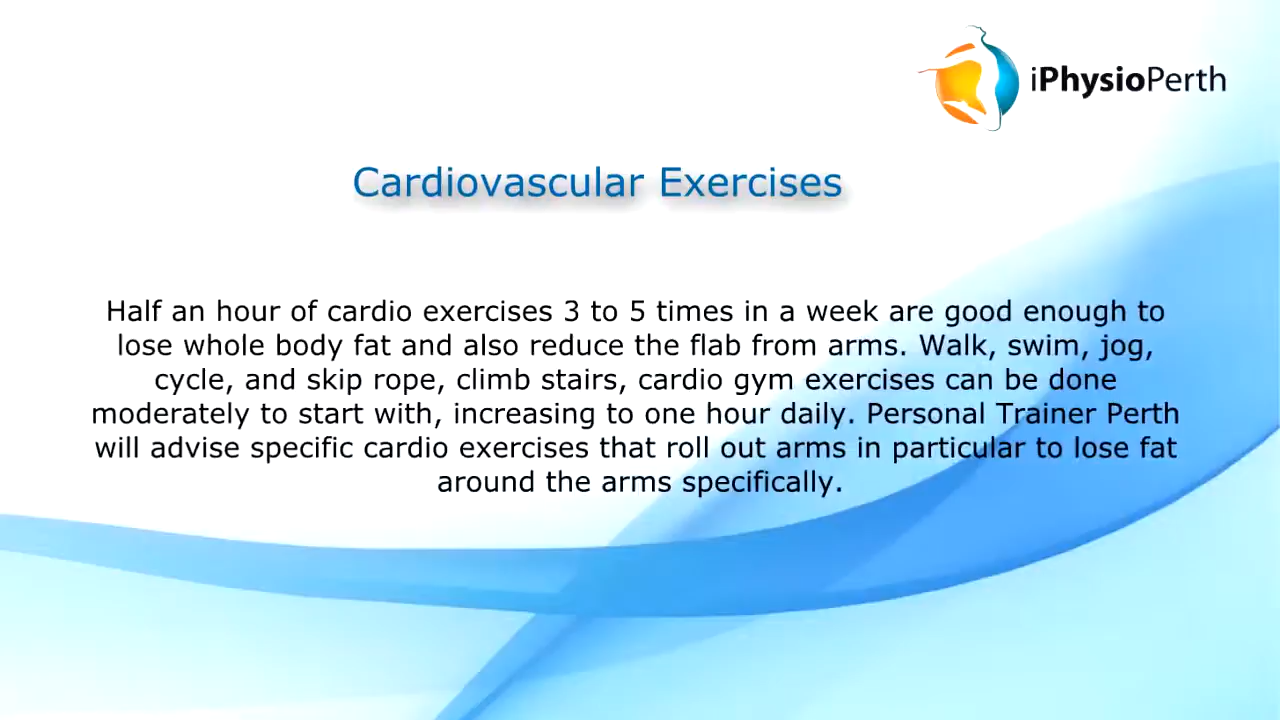 iPhysioPerth
Cardiovascular Exercises
Half an hour of cardio exercises 3 to 5 times in a week are good enough to
lose whole body fat and also reduce the flab from arms. Walk, swim, jog,
cycle, and skip rope, climb stairs, cardio gym exercises can be done
moderately to start with, increasing to one hour daily. Personal Trainer Perth
will advise specific cardio exercises that roll out arms in particular to lose fat
around the arms specifically.